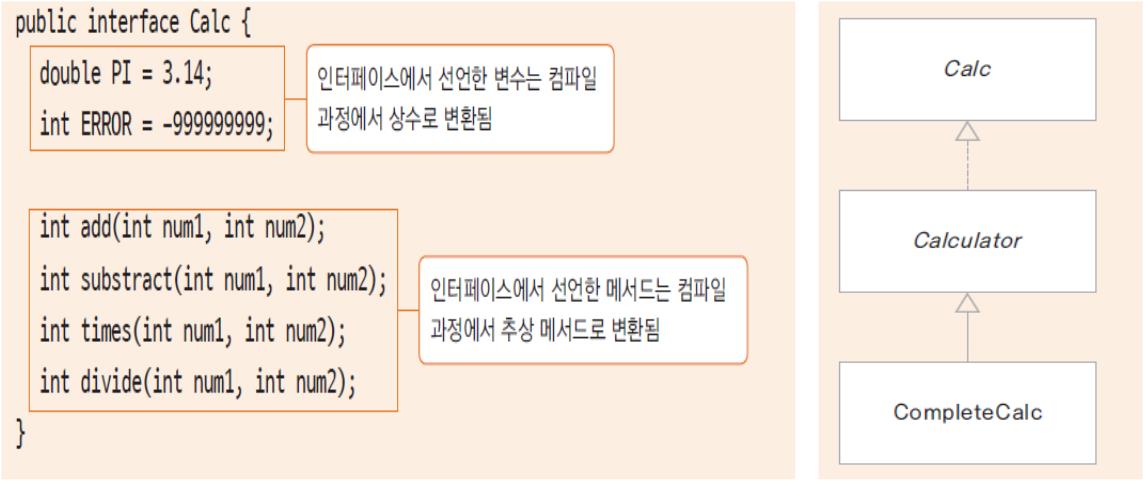 public interface Calc {
double PI = 3.14;
int ERROR = -999999999;
인터페이스에서 선언한 변수는 컴파일
과정에서 상수로 변환됨
int add(int num1, int num2);
int substract(int num1, int num2);
int times(int num1, int num2);
int divide(int num1, int num2);
인터페이스에서 선언한 메서드는 컴파일
과정에서 추상 메서드로 변환됨
}
Calc
Calculator
CompleteCalc